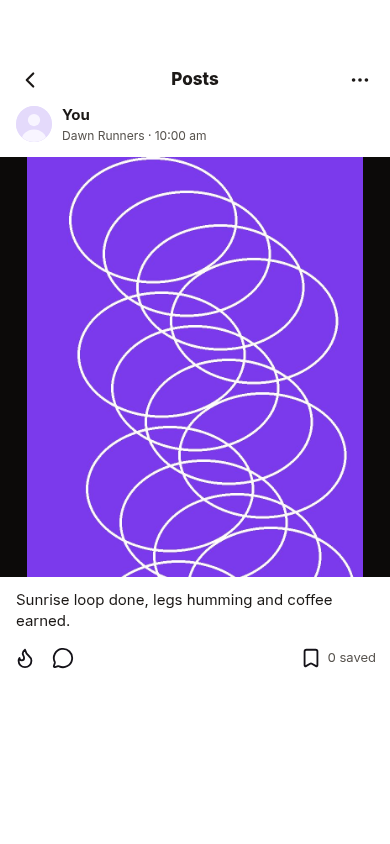 Posts
You
Dawn Runners · 10:00 am
Sunrise loop done, legs humming and coffee
earned.
0 saved